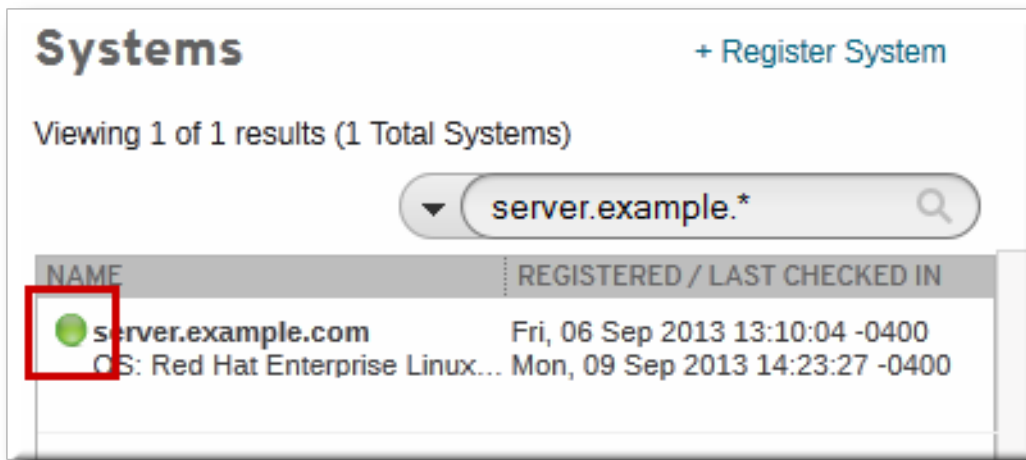 Systems
+ Register System
Viewing 1 of 1 results (1 Total Systems)
server.example.*
NAME REGISTERED / LAST CHECKED IN
server.example.com Fri, 06 Sep 2013 13:10:04 -0400
OS: Red Hat Enterprise Linux... Mon, 09 Sep 2013 14:23:27 -0400